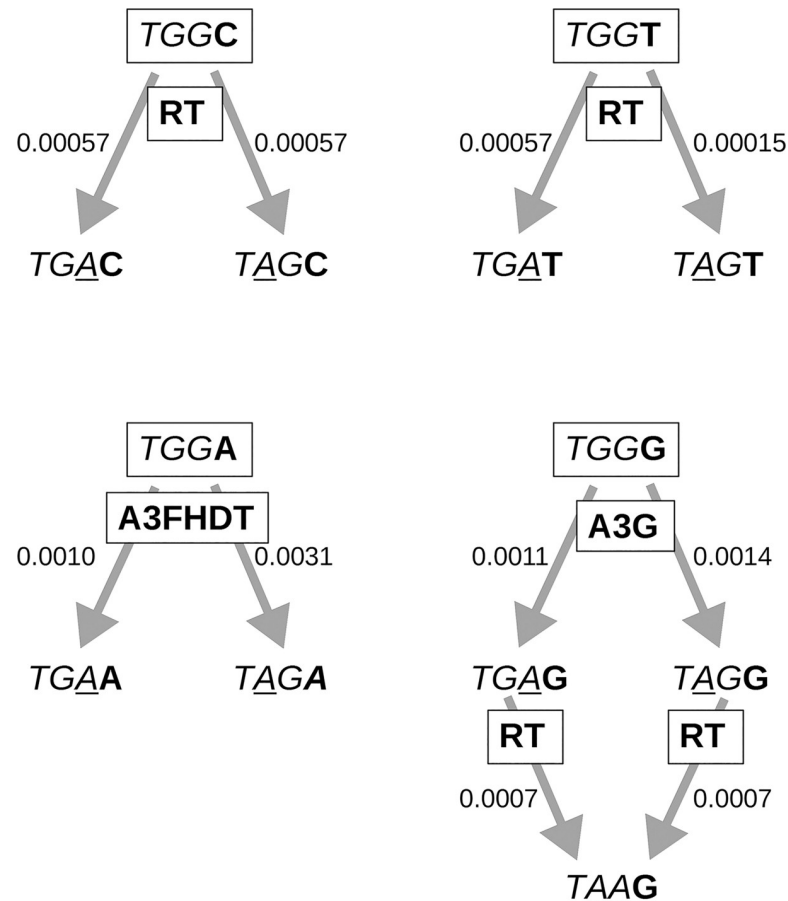 TGGC TGGT
RT RT
0.00057 0.00057 0.00057 0.00015
TGAC TAGC TGAT TAGT
TGGA TGGG
A3FHDT A3G
0.0010 0.0031 0.0011 0.0014
TGAA TAGA TGAG TAGG
RT RT
0.0007 0.0007
TAAG